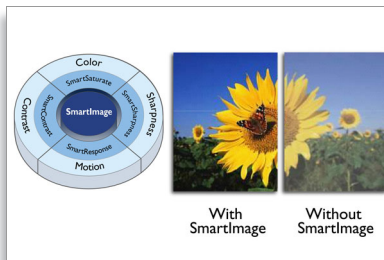 Color
SmartSaturate
Contrast
SmartContrast
SmartImage
SmartSharpness
Sharpness
SmartResponse
Motion
With
SmartImage
Without
SmartImage